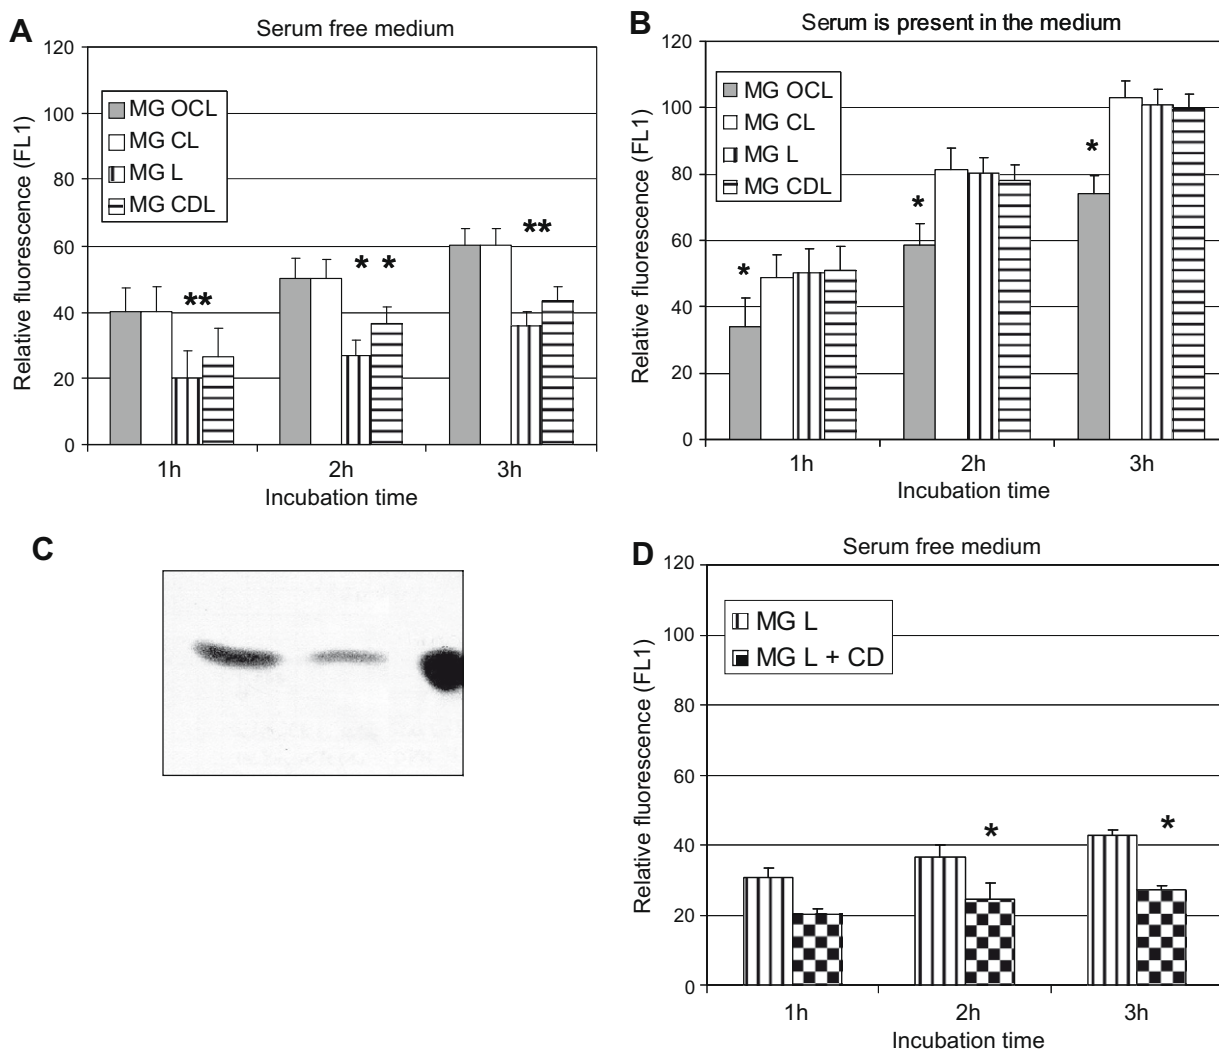 A
Serum free medium
Relative fluorescence (FL1)
120
100
80
60
40
20
0
MG OCL
MG CL
MG L
MG CDL
**
* *
**
1h 2h 3h
Incubation time
B
Serum is present in the medium
Relative fluorescence (FL1)
120
100
80
60
40
20
0
MG OCL
MG CL
MG L
MG CDL
*
*
*
1h 2h 3h
Incubation time
C
D
Serum free medium
Relative fluorescence (FL1)
120
100
80
60
40
20
0
MG L
MG L + CD
*
*
1h 2h 3h
Incubation time